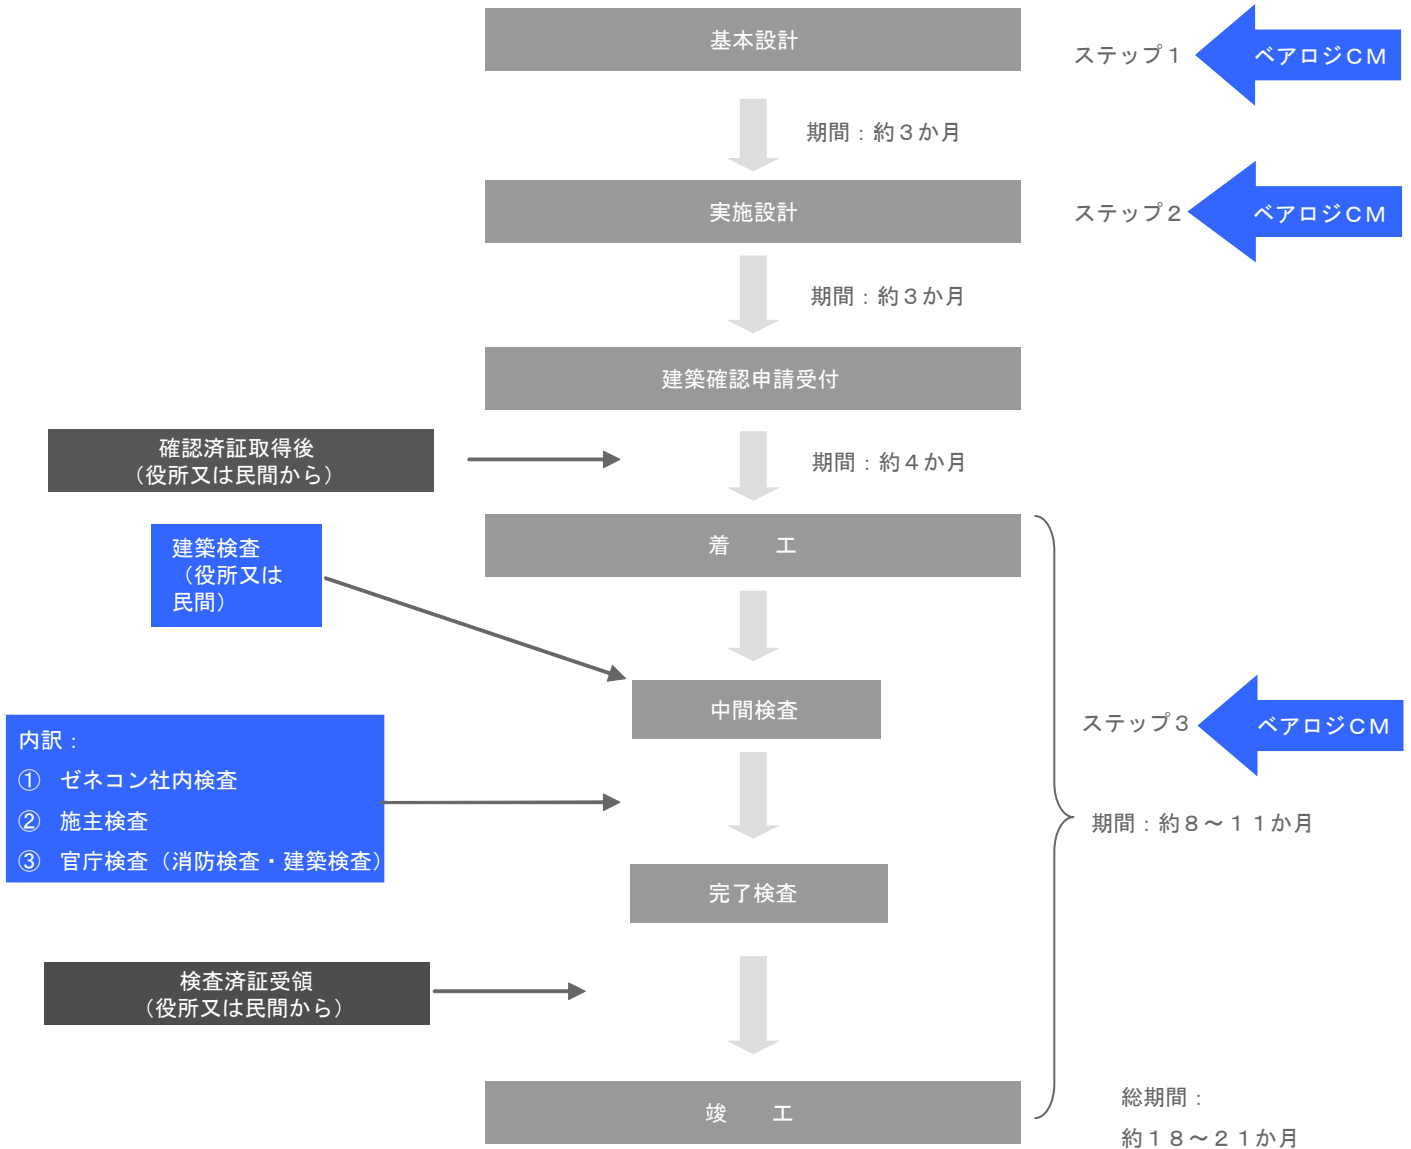 基本設計
ステップ１
ベアロジＣＭ
期間：約３か月
実施設計
ステップ２
ベアロジＣＭ
期間：約３か月
建築確認申請受付
確認済証取得後
（役所又は民間から）
期間：約４か月
着　　工
建築検査
（役所又は
民間）
中間検査
ステップ３
ベアロジＣＭ
内訳：
①　ゼネコン社内検査
②　施主検査
③　官庁検査（消防検査・建築検査）
期間：約８～１１か月
完了検査
検査済証受領
（役所又は民間から）
竣　　工
総期間：
約１８～２１か月